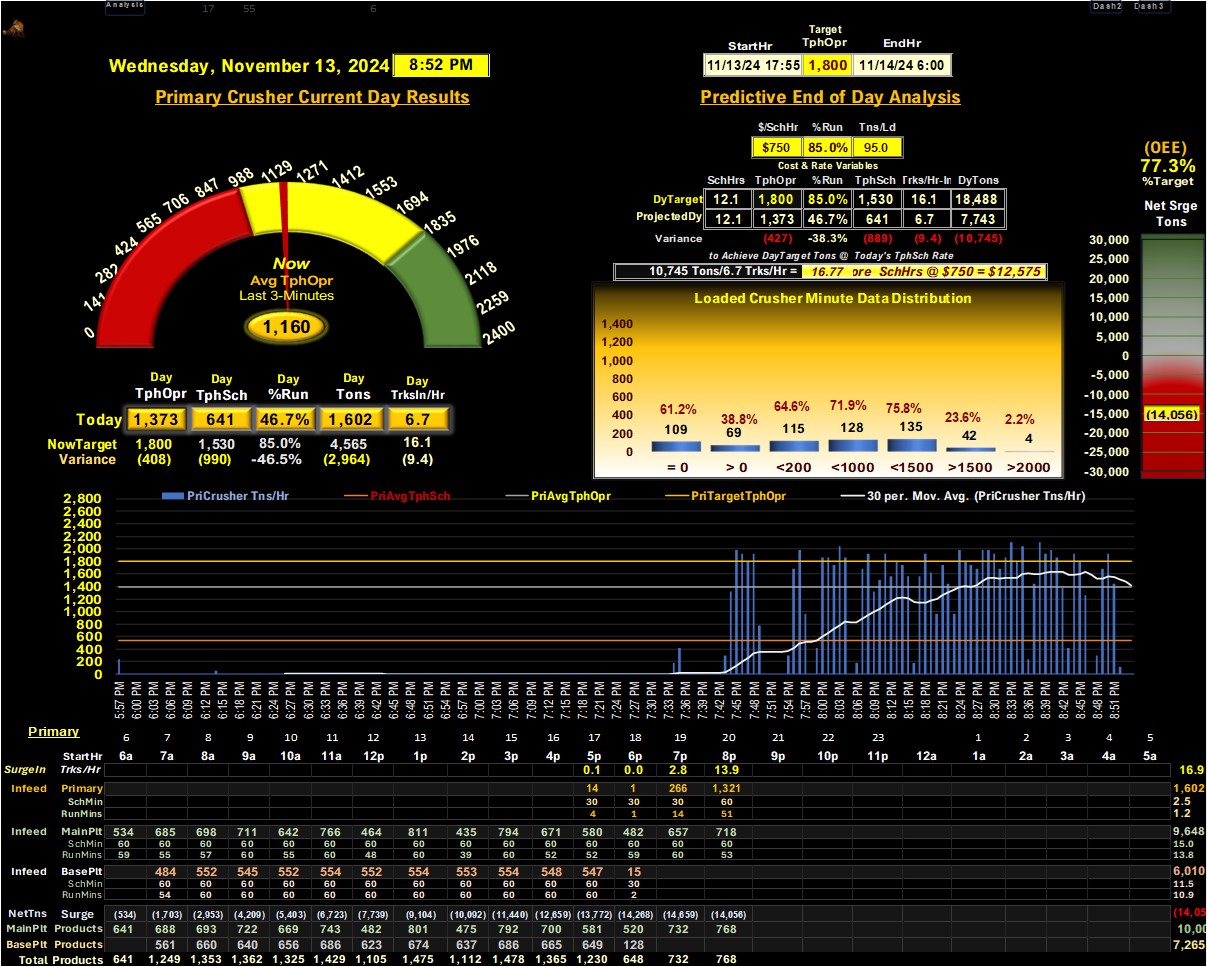 Analysis 17 55 6 Dash2 Dash3
Wednesday, November 13, 2024 8:52 PM
Primary Crusher Current Day Results
StartHr Target TphOpr EndHr
11/13/24 17:55 1,800 11/14/24 6:00
Predictive End of Day Analysis
$/SchHr %Run Tns/Ld
$750 85.0% 95.0
Cost & Rate Variables
SchHrs TphOpr %Run TphSch Trks/Hr-In DyTons
DyTarget 12.1 1,800 85.0% 1,530 16.1 18,488
ProjectedDy 12.1 1,373 46.7% 641 6.7 7,743
Variance (427) -38.3% (889) (9.4) (10,745)
to Achieve DayTarget Tons @ Today's TphSch Rate
10,745 Tons/6.7 Trks/Hr = 16.77 ore SchHrs @ $750 = $12,575
(OEE)
77.3%
%Target
Net Srge
Tons
30,000
25,000
20,000
15,000
10,000
5,000
0
-5,000
-10,000
-15,000
(14,056)
-20,000
-25,000
-30,000
0 141 282 424 565 706 847 988 1129 1271 1412 1553 1694 1835 1976 2118 2259 2400
Now
Avg TphOpr
Last 3-Minutes
1,160
Day Day Day Day Day
TphOpr TphSch %Run Tons TrksIn/Hr
Today 1,373 641 46.7% 1,602 6.7
NowTarget 1,800 1,530 85.0% 4,565 16.1
Variance (408) (990) -46.5% (2,964) (9.4)
Loaded Crusher Minute Data Distribution
1,400
1,200
1,000
800
600
400
200
0
61.2% 38.8% 64.6% 71.9% 75.8% 23.6% 2.2%
109 69 115 128 135 42 4
= 0 > 0 <200 <1000 <1500 >1500 >2000
PriCrusher Tns/Hr PriAvgTphSch PriAvgTphOpr PriTargetTphOpr 30 per. Mov. Avg. (PriCrusher Tns/Hr)
2,800
2,600
2,400
2,200
2,000
1,800
1,600
1,400
1,200
1,000
800
600
400
200
0
5:57 PM 6:00 PM 6:03 PM 6:06 PM 6:09 PM 6:12 PM 6:15 PM 6:18 PM 6:21 PM 6:24 PM 6:27 PM 6:30 PM 6:33 PM 6:36 PM 6:39 PM 6:42 PM 6:45 PM 6:48 PM 6:51 PM 6:54 PM 6:57 PM 7:00 PM 7:03 PM 7:06 PM 7:09 PM 7:12 PM 7:15 PM 7:18 PM 7:21 PM 7:24 PM 7:27 PM 7:30 PM 7:33 PM 7:36 PM 7:39 PM 7:42 PM 7:45 PM 7:48 PM 7:51 PM 7:54 PM 7:57 PM 8:00 PM 8:03 PM 8:06 PM 8:09 PM 8:12 PM 8:15 PM 8:18 PM 8:21 PM 8:24 PM 8:27 PM 8:30 PM 8:33 PM 8:36 PM 8:39 PM 8:42 PM 8:45 PM 8:48 PM 8:51 PM
Primary 6 7 8 9 10 11 12 13 14 15 16 17 18 19 20 21 22 23 1 2 3 4 5
StartHr 6a 7a 8a 9a 10a 11a 12p 1p 2p 3p 4p 5p 6p 7p 8p 9p 10p 11p 12a 1a 2a 3a 4a 5a
SurgeIn Trks/Hr 0.1 0.0 2.8 13.9 16.9
Infeed Primary 14 1 266 1,321 1,602
SchMin 30 30 30 60 2.5
RunMins 4 1 14 51 1.2
Infeed MainPlt 534 685 698 711 642 766 464 811 435 794 671 580 482 657 718 9,648
SchMin 60 60 60 60 60 60 60 60 60 60 60 60 60 60 60 15.0
RunMins 59 55 57 60 55 60 48 60 39 60 52 52 59 60 53 13.8
Infeed BasePlt 484 552 545 552 554 552 554 553 554 548 547 15 6,010
SchMin 60 60 60 60 60 60 60 60 60 60 60 30 11.5
RunMins 54 60 60 60 60 60 60 60 60 60 60 2 10.9
NetTns Surge (534) (1,703) (2,953) (4,209) (5,403) (6,723) (7,739) (9,104) (10,092) (11,440) (12,659) (13,772) (14,268) (14,659) (14,056) (14,05
MainPlt Products 641 688 693 722 669 743 482 801 475 792 700 581 520 732 768 10,00
BasePlt Products 561 660 640 656 686 623 674 637 686 665 649 128 7,265
Total Products 641 1,249 1,353 1,362 1,325 1,429 1,105 1,475 1,112 1,478 1,365 1,230 648 732 768